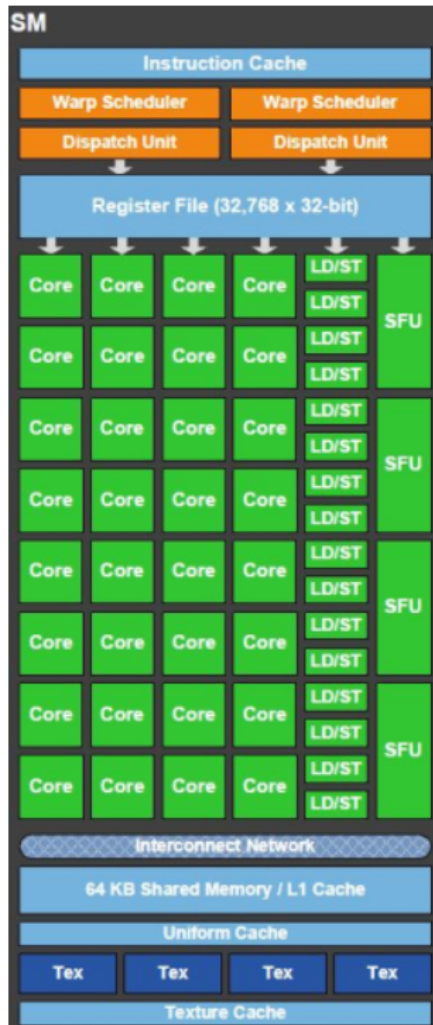 SM
Instruction Cache
Warp Scheduler Warp Scheduler
Dispatch Unit Dispatch Unit
Register File (32,768 x 32-bit)
Core Core Core Core LD/ST SFU
LD/ST
Core Core Core Core LD/ST
LD/ST
Core Core Core Core LD/ST SFU
LD/ST
Core Core Core Core LD/ST
LD/ST
Core Core Core Core LD/ST SFU
LD/ST
Core Core Core Core LD/ST
LD/ST
Core Core Core Core LD/ST SFU
LD/ST
Core Core Core Core LD/ST
LD/ST
Interconnect Network
64 KB Shared Memory / L1 Cache
Uniform Cache
Tex Tex Tex Tex
Texture Cache